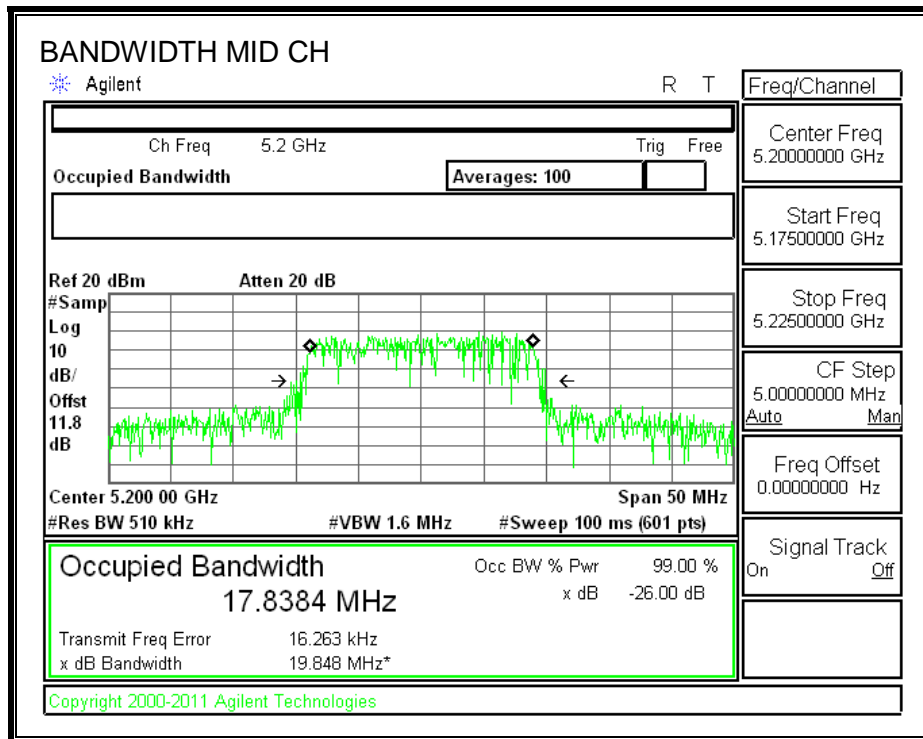 BANDWIDTH MID CH
Agilent R T
Ch Freq 5.2 GHz Trig Free
Occupied Bandwidth Averages: 100
Ref 20 dBm Atten 20 dB
#Samp
Log
10
dB/
Offst
11.8
dB
Center 5.200 00 GHz Span 50 MHz
#Res BW 510 kHz #VBW 1.6 MHz #Sweep 100 ms (601 pts)
Occupied Bandwidth Occ BW % Pwr 99.00 %
17.8384 MHz x dB -26.00 dB
Transmit Freq Error 16.263 kHz
x dB Bandwidth 19.848 MHz*
Copyright 2000-2011 Agilent Technologies
Freq/Channel
Center Freq
5.20000000 GHz
Start Freq
5.17500000 GHz
Stop Freq
5.22500000 GHz
CF Step
5.00000000 MHz
Auto Man
Freq Offset
0.00000000 Hz
Signal Track
On Off